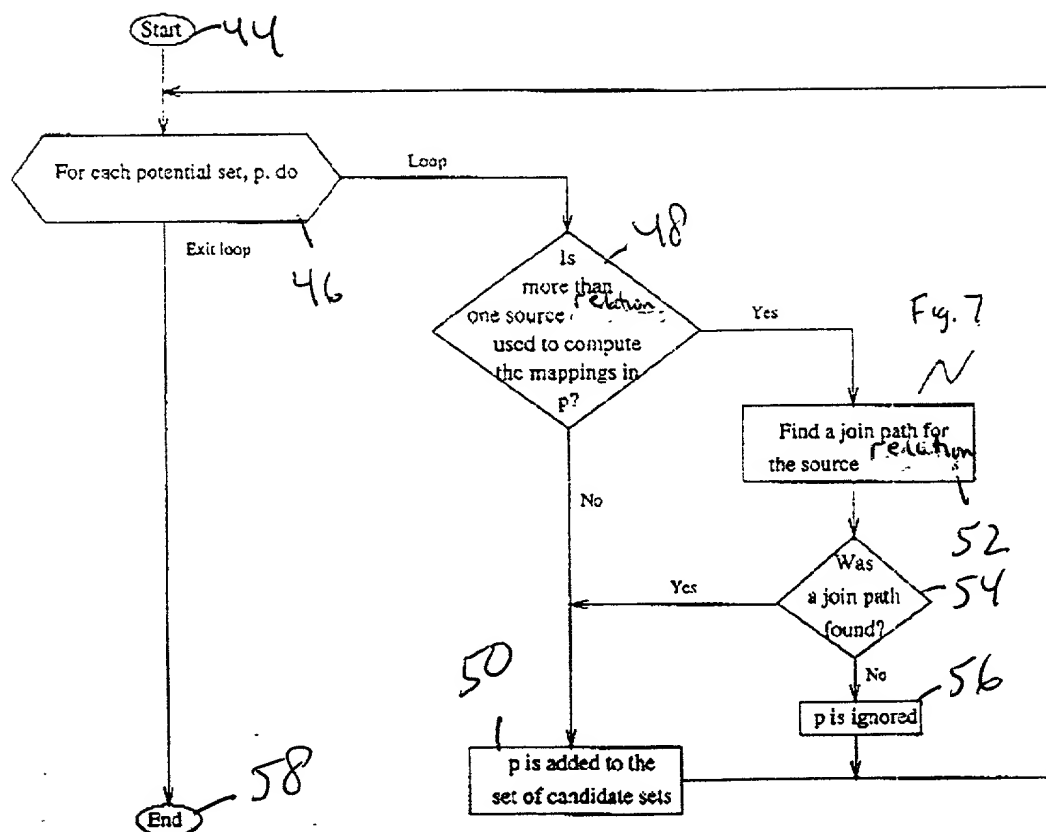 Start
44
For each potential set, p. do
Loop
Exit loop
46
48
Is
more than
one source relation
used to compute
the mappings in
p?
Yes
No
Fig. 7
Find a join path for
the source relation
52
Was
a join path
found?
54
Yes
No
56
p is ignored
50
p is added to the
set of candidate sets
58
End